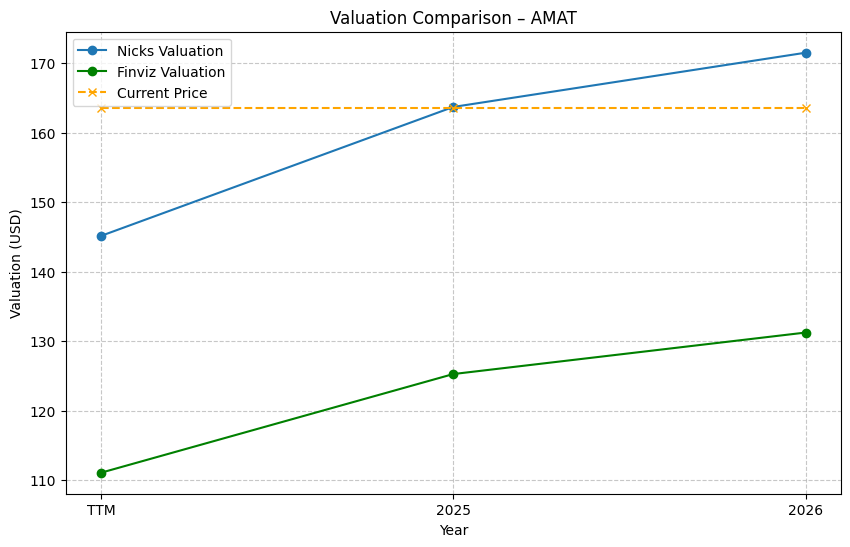 Valuation Comparison – AMAT
Nicks Valuation
Finviz Valuation
Current Price
Valuation (USD)
170
160
150
140
130
120
110
TTM
2025
2026
Year